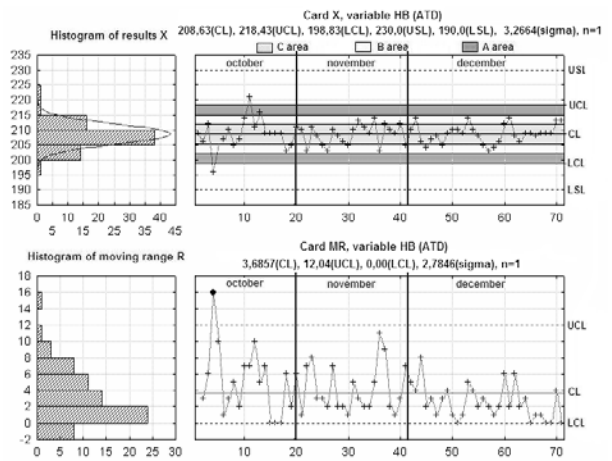 Card X, variable HB (ATD)
208,63(CL), 218,43(UCL), 198,83(LCL), 230,0(USL), 190,0(LSL), 3,2664(sigma), n=1
Histogram of results X
C area B area A area
235
230
225
220
215
210
205
200
195
190
185
0 10 20 30 40
5 15 25 35 45
october november december
USL
UCL
CL
LCL
LSL
10 20 30 40 50 60 70
Card MR, variable HB (ATD)
3,6857(CL), 12,04(UCL), 0,00(LCL), 2,7846(sigma), n=1
Histogram of moving range R
18
16
14
12
10
8
6
4
2
0
-2
0 5 10 15 20 25 30
october november december
UCL
CL
LCL
10 20 30 40 50 60 70